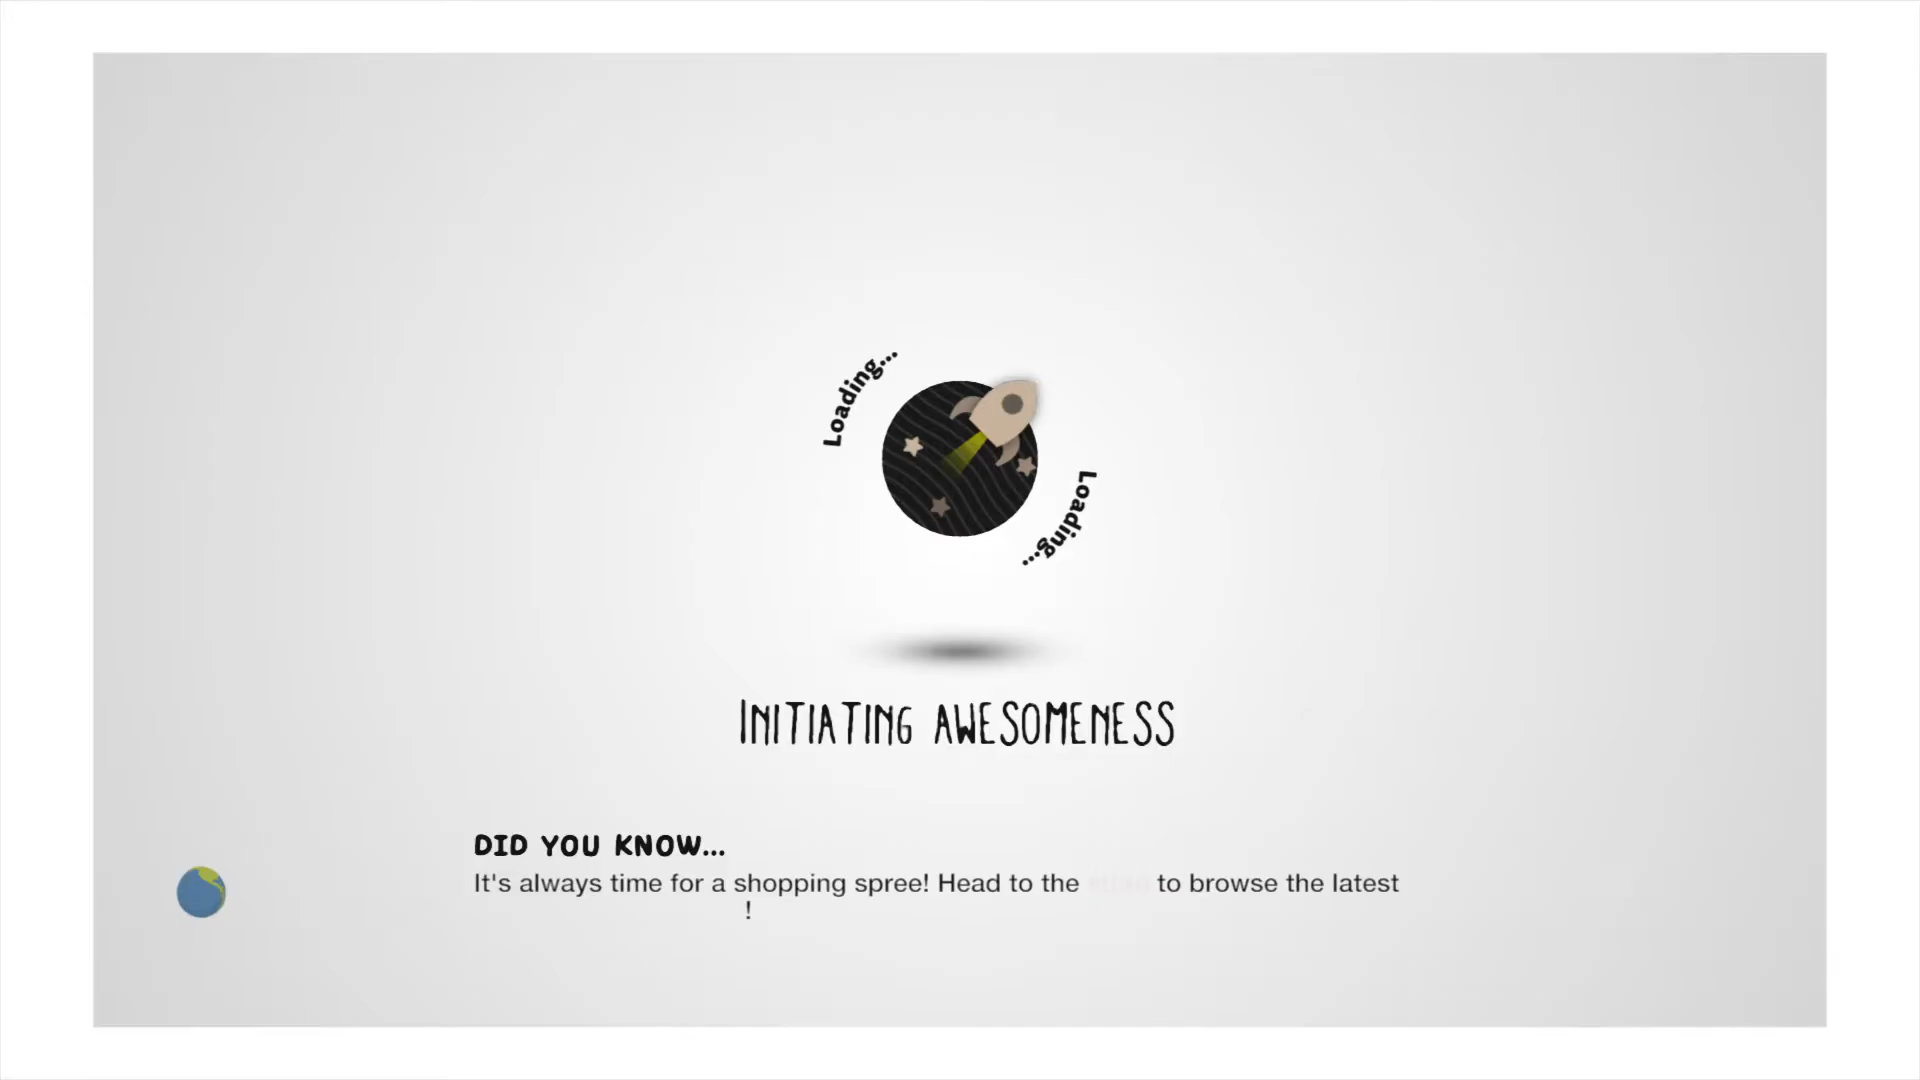 Loading...
Loading...
INITIATING AWESOMENESS
DID YOU KNOW...
It's always time for a shopping spree! Head to the to browse the latest
!